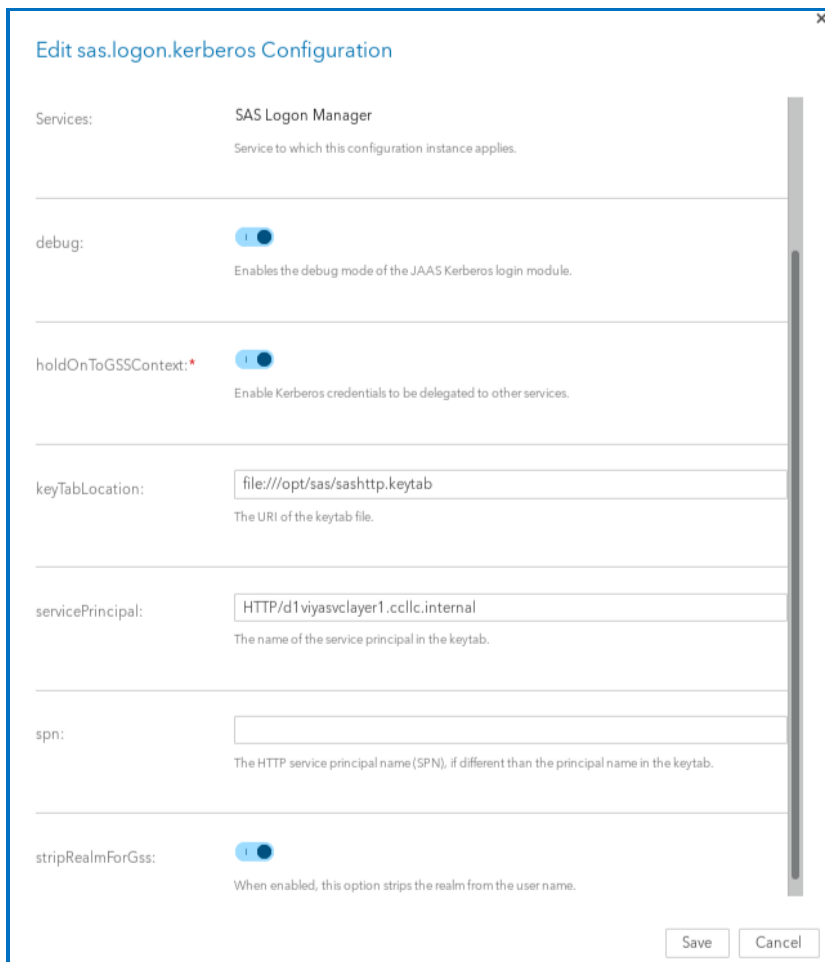 ×
Edit sas.logon.kerberos Configuration
Services:
SAS Logon Manager
Service to which this configuration instance applies.
debug:
Enables the debug mode of the JAAS Kerberos login module.
holdOnToGSSContext:*
Enable Kerberos credentials to be delegated to other services.
keyTabLocation:
file:///opt/sas/sashttp.keytab
The URI of the keytab file.
servicePrincipal:
HTTP/d1viyasvclayer1.ccllc.internal
The name of the service principal in the keytab.
spn:
The HTTP service principal name (SPN), if different than the principal name in the keytab.
stripRealmForGss:
When enabled, this option strips the realm from the user name.
Save Cancel